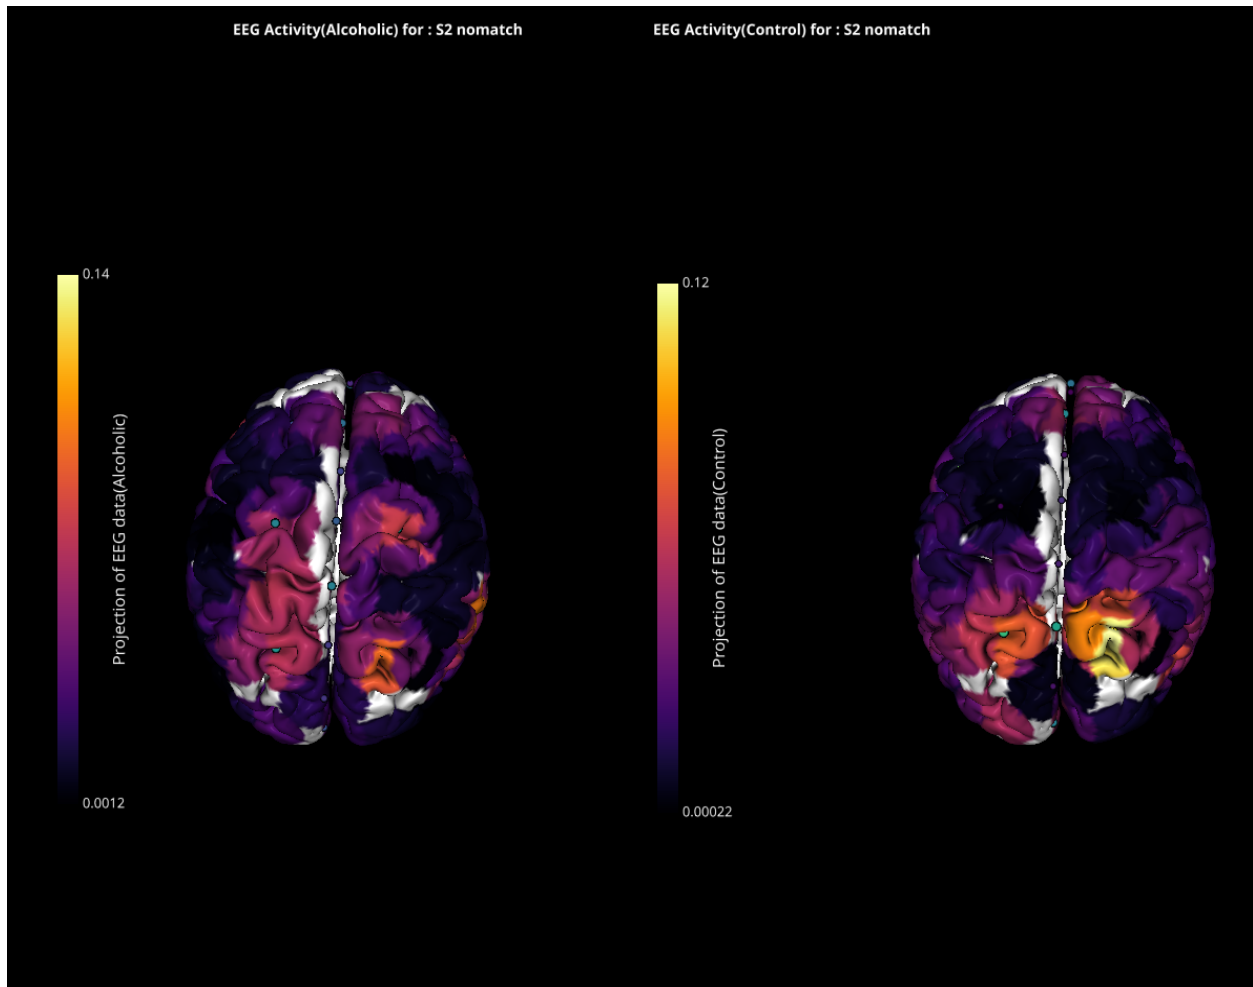 EEG Activity(Alcoholic) for : S2 nomatch
EEG Activity(Control) for : S2 nomatch
0.14
Projection of EEG data(Alcoholic)
0.0012
0.12
Projection of EEG data(Control)
0.00022